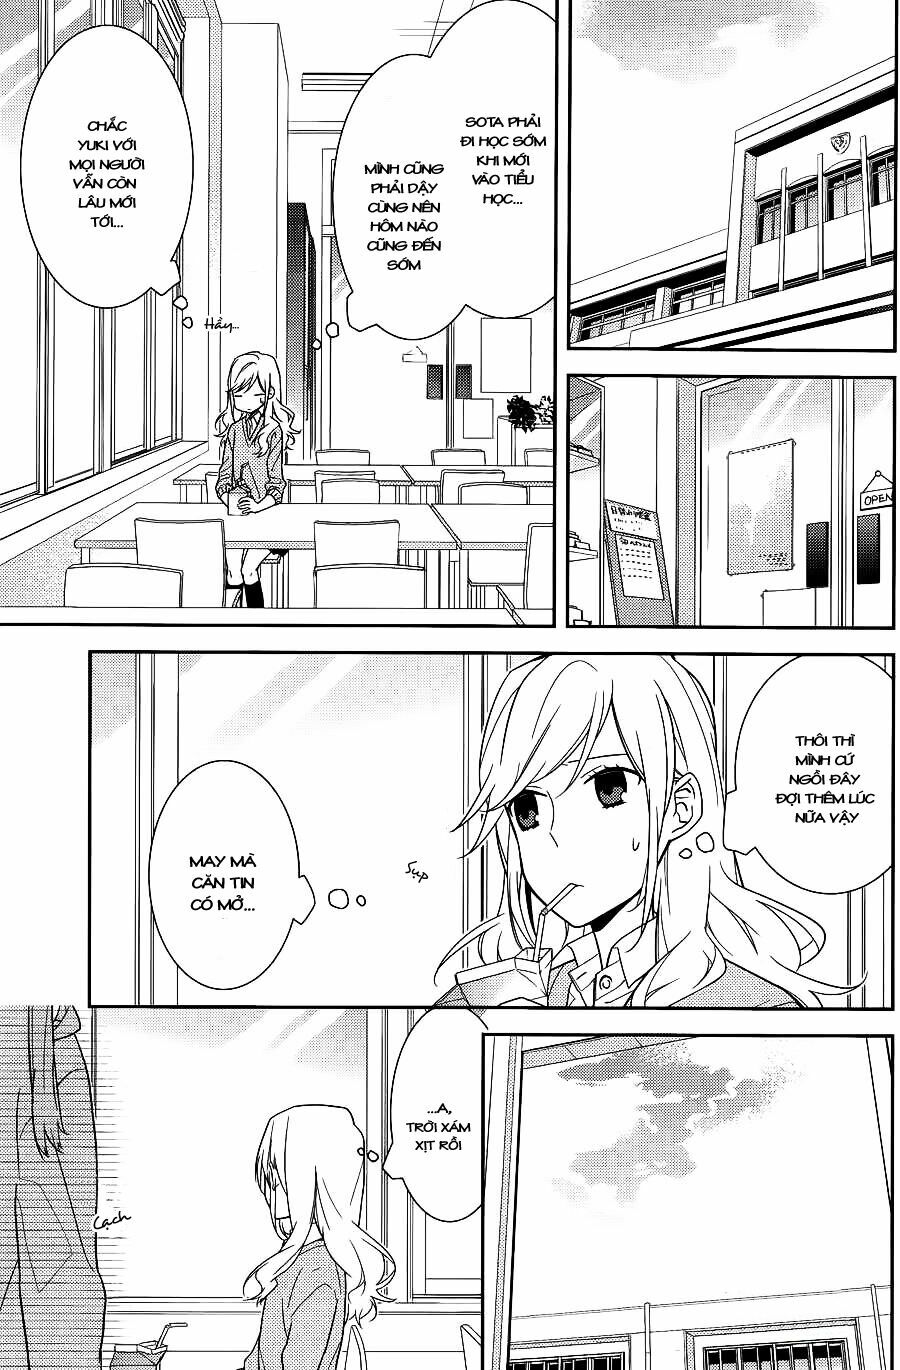 OPEN
SOTA PHẢI
ĐI HỌC SỚM
KHI MỚI
VÀO TIỂU
HỌC...
MÌNH CŨNG
PHẢI DẬY
CÙNG NÊN
HÔM NÀO
CŨNG ĐẾN
SỚM
CHẮC
YUKI VỚI
MỌI NGƯỜI
VẪN CÒN
LÂU MỚI
TỚI...
Hầy...
THÔI THÌ
MÌNH CỨ
NGỒI ĐÂY
ĐỢI THÊM LÚC
NỮA VẬY
Sụp
MAY MÀ
CĂN TIN
CÓ MỞ...
...A,
TRỜI XÁM
XỊT RỒI
Cạch